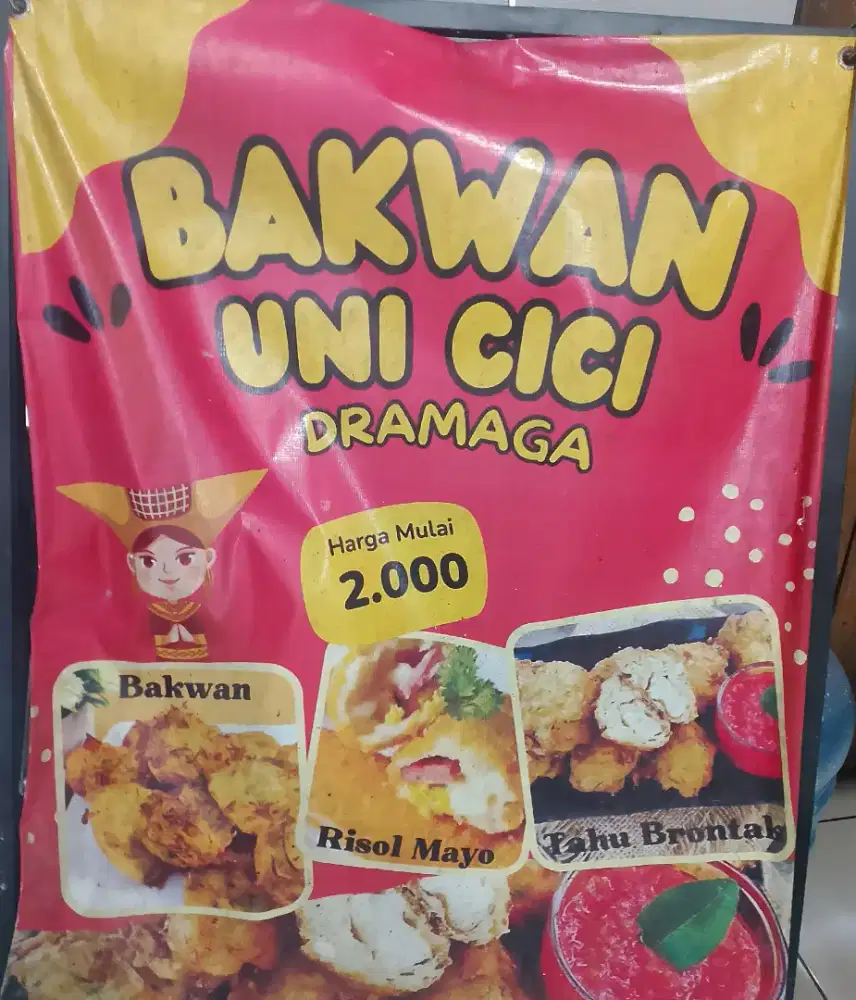 BAKWAN
UNI CICI
DRAMAGA
Harga Mulai
2.000
Bakwan
Risol Mayo
Tahu Brontak